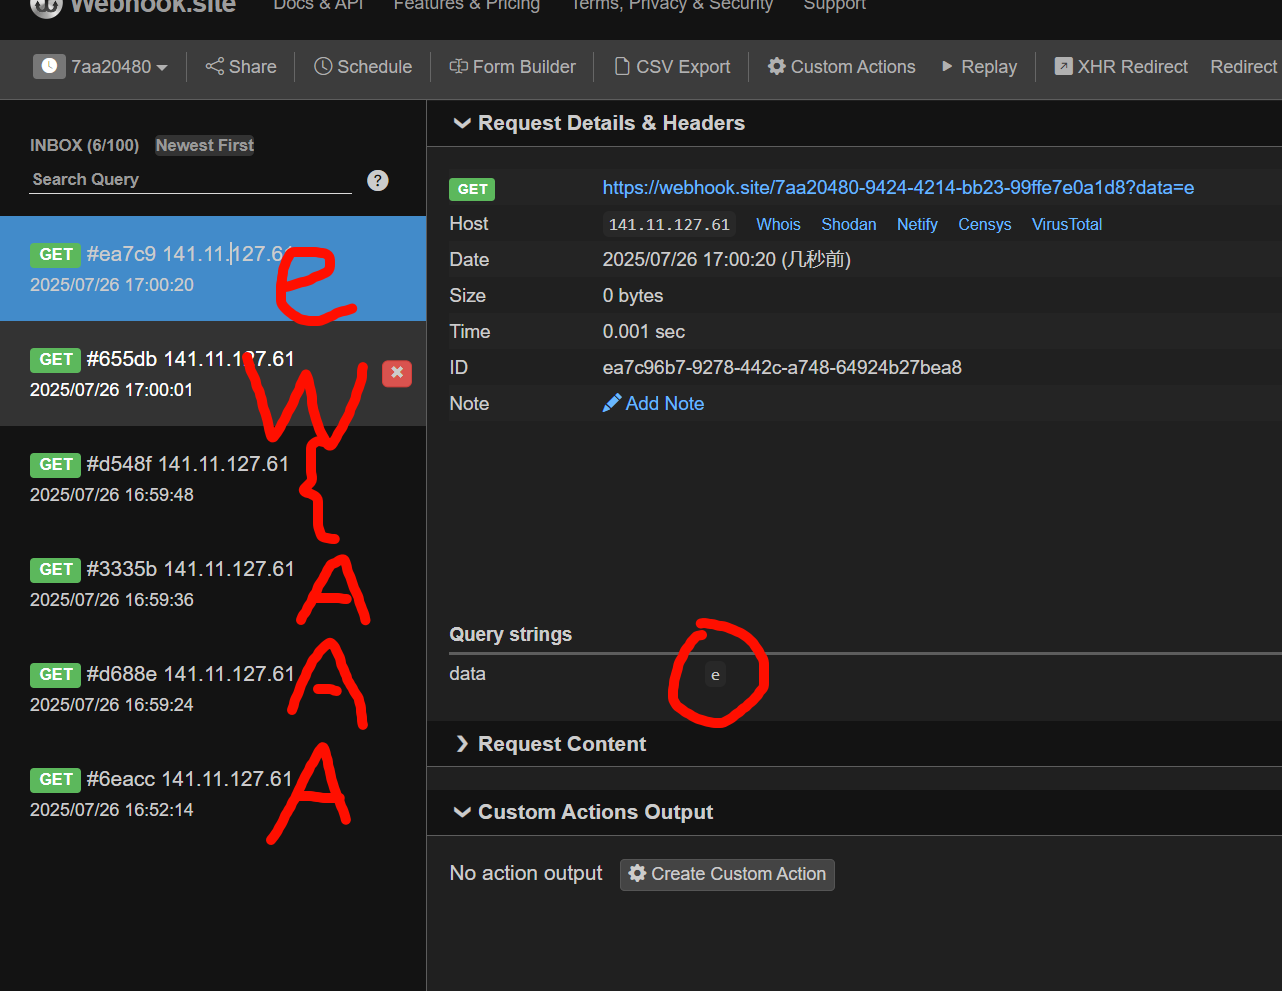 Webhook.site Docs & API Features & Pricing Terms, Privacy & Security Support
7aa20480 Share Schedule Form Builder CSV Export Custom Actions Replay XHR Redirect Redirect
INBOX (6/100) Newest First
Search Query ?
GET #ea7c9 141.11.127.61
2025/07/26 17:00:20
e
GET #655db 141.11.127.61
2025/07/26 17:00:01
W
GET #d548f 141.11.127.61
2025/07/26 16:59:48
{
GET #3335b 141.11.127.61
2025/07/26 16:59:36
A
GET #d688e 141.11.127.61
2025/07/26 16:59:24
A
GET #6eacc 141.11.127.61
2025/07/26 16:52:14
A
Request Details & Headers
GET https://webhook.site/7aa20480-9424-4214-bb23-99ffe7e0a1d8?data=e
Host 141.11.127.61 Whois Shodan Netify Censys VirusTotal
Date 2025/07/26 17:00:20 (几秒前)
Size 0 bytes
Time 0.001 sec
ID ea7c96b7-9278-442c-a748-64924b27bea8
Note Add Note
Query strings
data e
Request Content
Custom Actions Output
No action output Create Custom Action